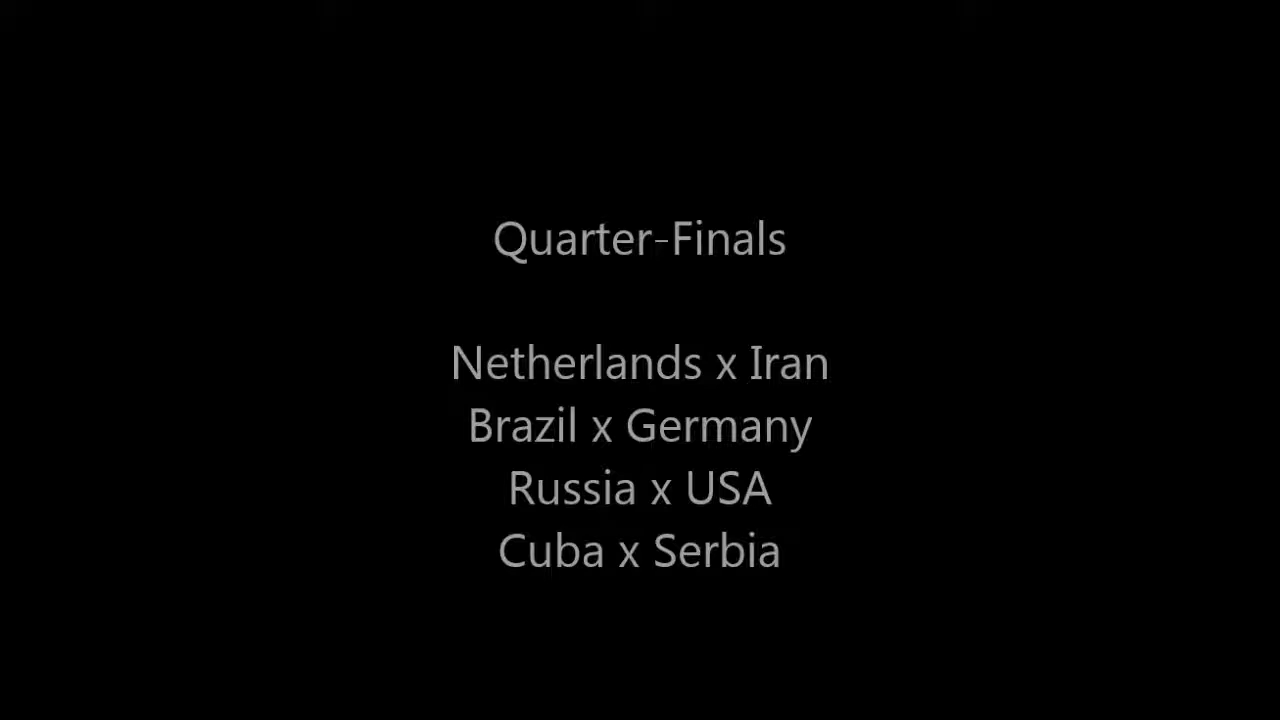 Quarter-Finals
Netherlands x Iran
Brazil x Germany
Russia x USA
Cuba x Serbia